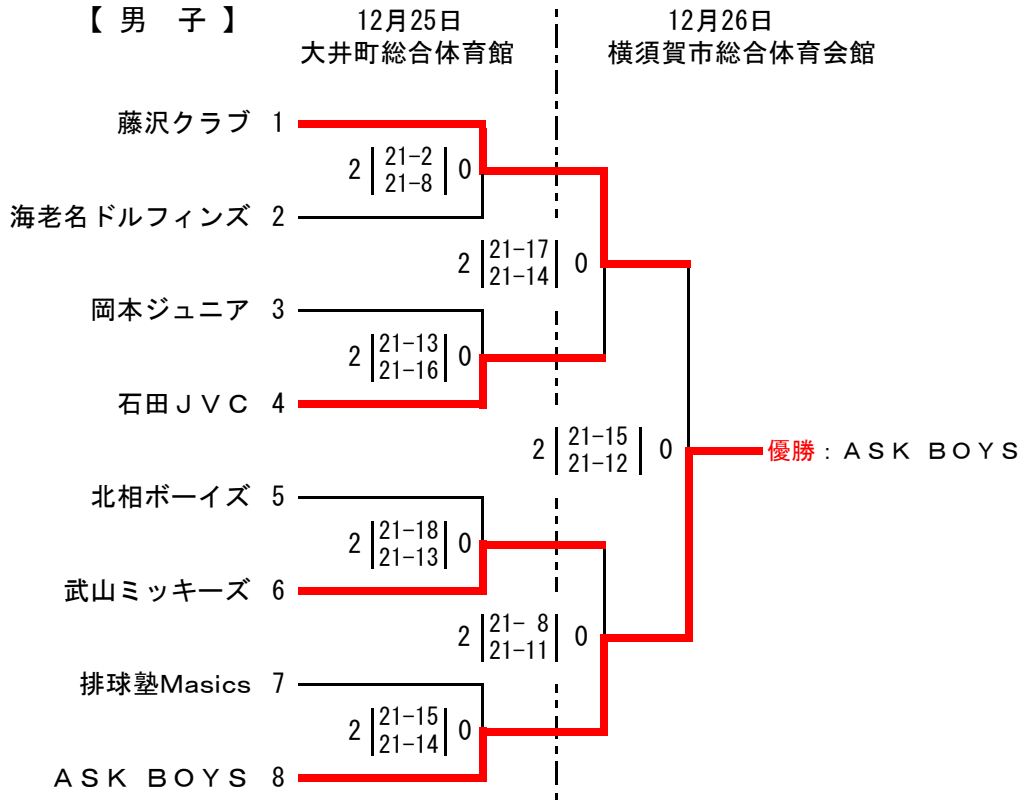 【 男 子 】
12月25日
大井町総合体育館
12月26日
横須賀市総合体育会館
藤沢クラブ 1
2 21-2 0
21-8
海老名ドルフィンズ 2
2 21-17 0
21-14
岡本ジュニア 3
2 21-13 0
21-16
石田ＪＶＣ 4
2 21-15 0
21-12
優勝：ＡＳＫ ＢＯＹＳ
北相ボーイズ 5
2 21-18 0
21-13
武山ミッキーズ 6
2 21- 8 0
21-11
排球塾Masics 7
2 21-15 0
21-14
ＡＳＫ ＢＯＹＳ 8